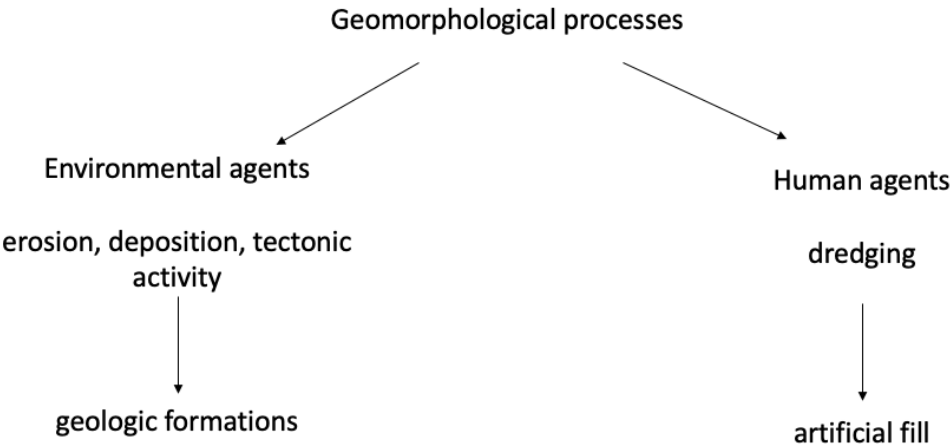 Geomorphological processes
Environmental agents
erosion, deposition, tectonic
activity
geologic formations
Human agents
dredging
artificial fill